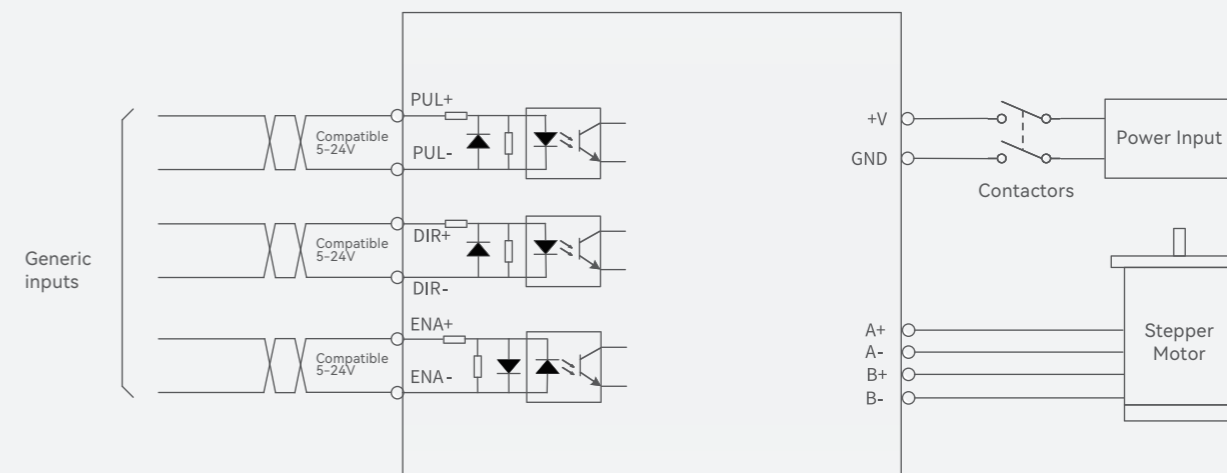 Generic
inputs
PUL+
Compatible
5-24V
PUL-
DIR+
Compatible
5-24V
DIR-
ENA+
Compatible
5-24V
ENA-
+V
GND
Contactors
Power Input
A+
A-
B+
B-
Stepper
Motor